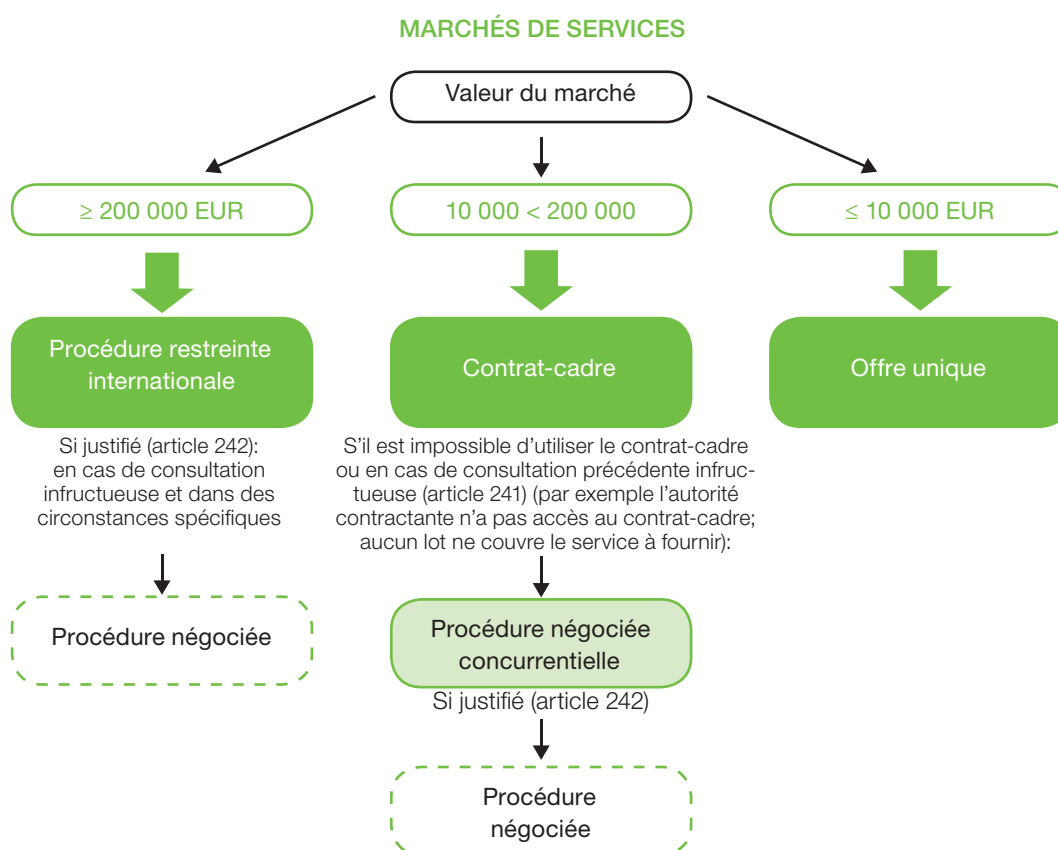 MARCHÉS DE SERVICES
Valeur du marché
≥ 200 000 EUR
10 000 < 200 000
≤ 10 000 EUR
Procédure restreinte
internationale
Contrat-cadre
Offre unique
Si justifié (article 242):
en cas de consultation
infructueuse et dans des
circonstances spécifiques
S’il est impossible d’utiliser le contrat-cadre
ou en cas de consultation précédente infruc-
tueuse (article 241) (par exemple l’autorité
contractante n’a pas accès au contrat-cadre;
aucun lot ne couvre le service à fournir):
Procédure négociée
Procédure négociée
concurrentielle
Si justifié (article 242)
Procédure
négociée